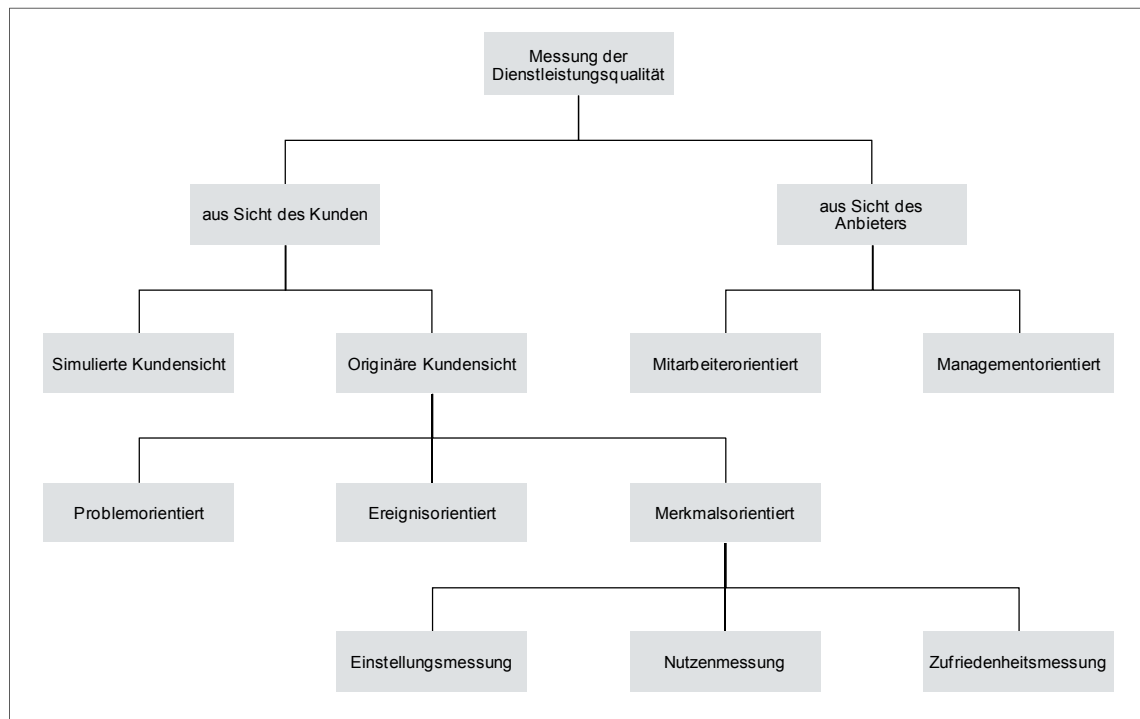 Messung der
Dienstleistungsqualität
aus Sicht des Kunden
aus Sicht des
Anbieters
Simulierte Kundensicht
Originäre Kundensicht
Mitarbeiterorientiert
Managementorientiert
Problemorientiert
Ereignisorientiert
Merkmalsorientiert
Einstellungsmessung
Nutzenmessung
Zufriedenheitsmessung